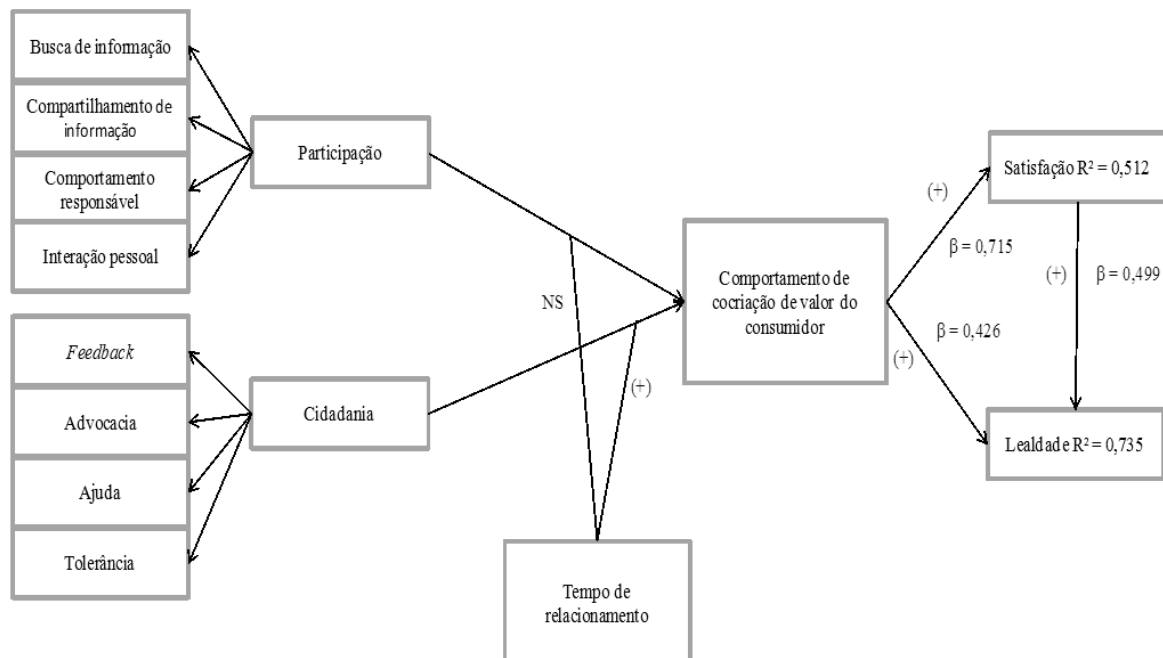 Busca de informação
Compartilhamento de
informação
Comportamento
responsável
Interação pessoal
Participação
Feedback
Advocacia
Ajuda
Tolerância
Cidadania
NS
(+)
Tempo de
relacionamento
Comportamento de
cocriação de valor do
consumidor
(+)
β = 0,715
β = 0,426
(+)
Satisfação R² = 0,512
(+)
β = 0,499
Lealdade R² = 0,735